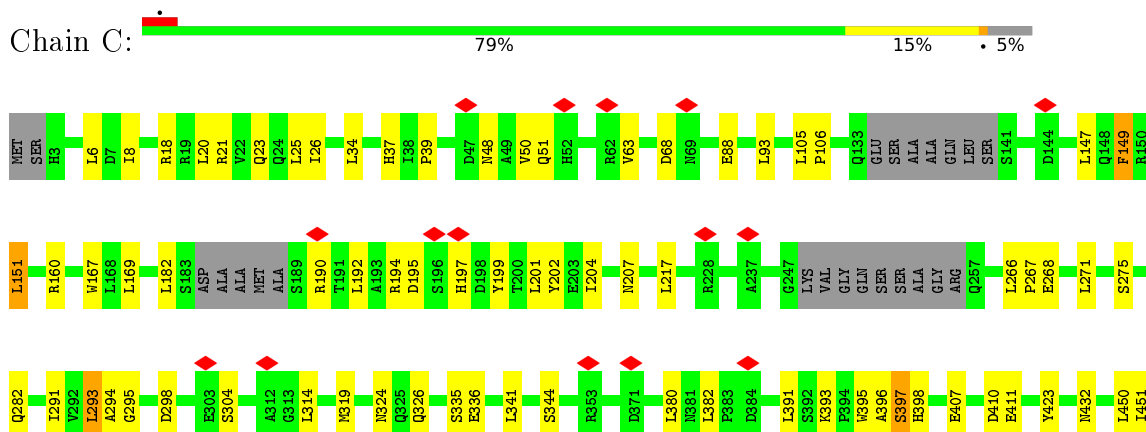 Chain C:
79% 15% • 5%
MET SER H3 L6 D7 I8 R18 R19 L20 R21 V22 Q23 Q24 L25 I26 L34 H37 I38 P39 D47 N48 A49 V50 Q51 H52 R62 V63 D68 N69 E88 L93 L105 P106 Q133 GLU SER SER ALA ALA GLN LEU SER S141 D144 L147 Q148 F149 R150
L151 R160 W167 L168 L169 L182 S183 ASP ALA ALA MET ALA S189 R190 T191 L192 A193 R194 D195 S196 H197 D198 Y199 T200 L201 Y202 E203 I204 N207 L217 R228 A237 G247 LYS VAL GLY GLN SER SER ALA GLY ARG Q257 L266 P267 E268 L271 S275
Q282 I291 V292 L293 A294 G295 D298 E303 S304 A312 G313 L314 M319 N324 Q325 Q326 S335 E336 L341 S344 R353 D371 L380 N381 L382 P383 D384 L391 S392 K393 P394 W395 A396 S397 H398 E407 D410 E411 Y423 N432 L450 I451